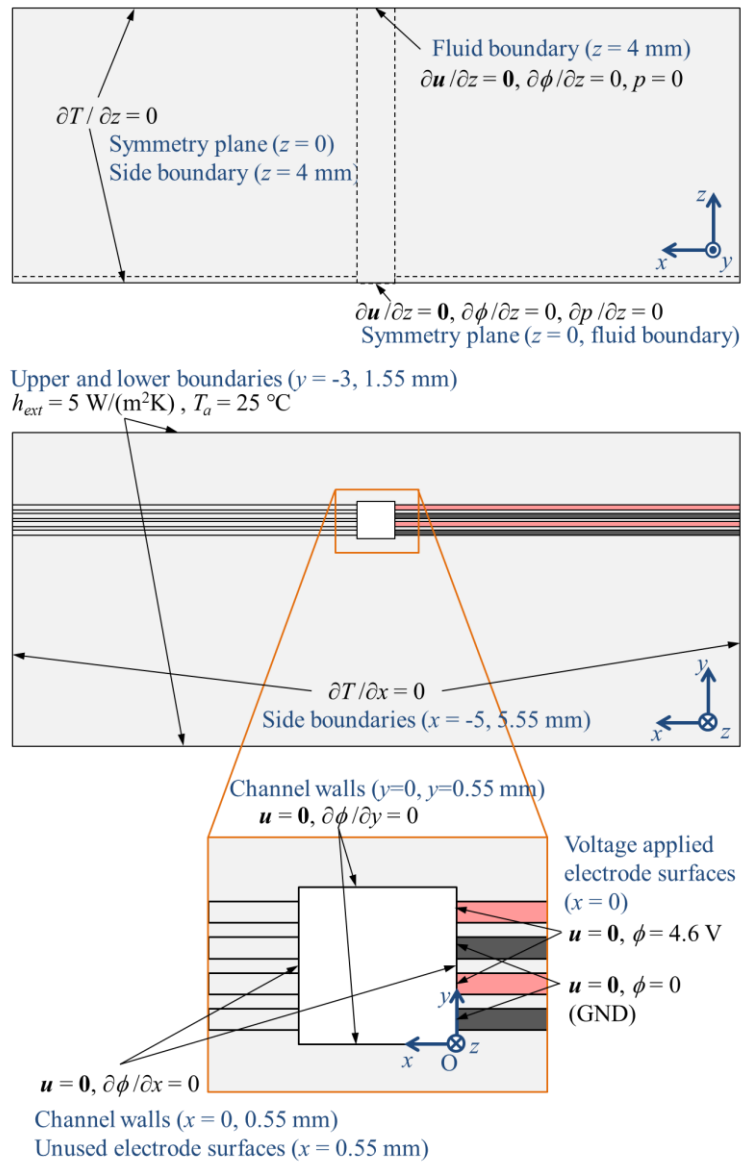 Fluid boundary (z = 4 mm)
∂u/∂z = 0, ∂ϕ/∂z = 0, p = 0
∂T / ∂z = 0
Symmetry plane (z = 0)
Side boundary (z = 4 mm)
z
x
y
∂u/∂z = 0, ∂ϕ/∂z = 0, ∂p /∂z = 0
Symmetry plane (z = 0, fluid boundary)
Upper and lower boundaries (y = -3, 1.55 mm)
hext = 5 W/(m²K) , Ta = 25 °C
∂T/∂x = 0
Side boundaries (x = -5, 5.55 mm)
y
x
z
Channel walls (y=0, y=0.55 mm)
u = 0, ∂ϕ/∂y = 0
Voltage applied
electrode surfaces
(x = 0)
u = 0, ϕ = 4.6 V
u = 0, ϕ = 0
(GND)
y
x
O
z
u = 0, ∂ϕ/∂x = 0
Channel walls (x = 0, 0.55 mm)
Unused electrode surfaces (x = 0.55 mm)